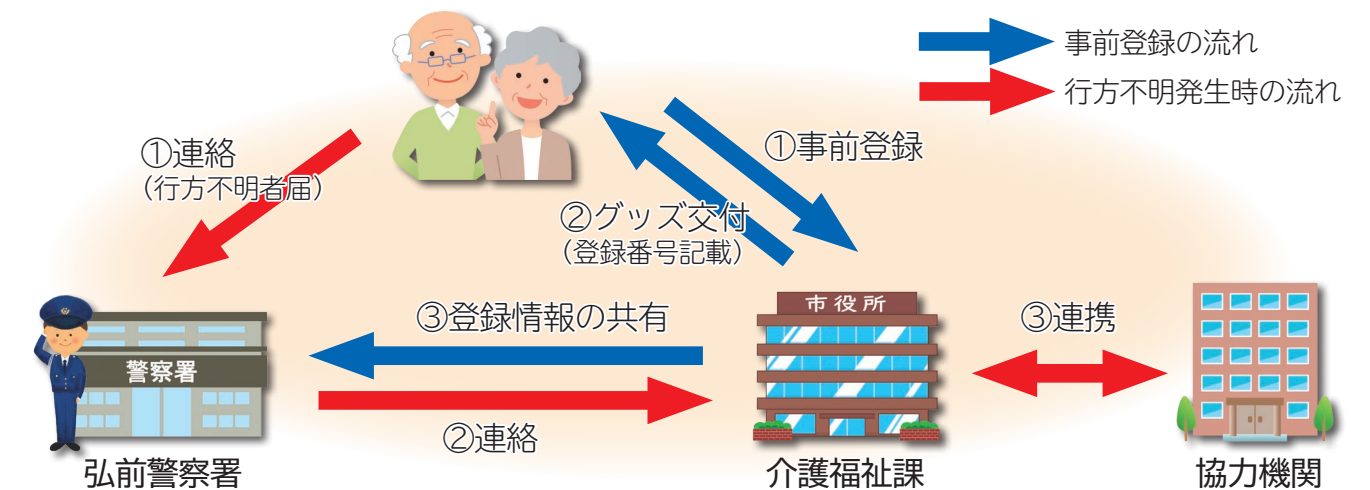 事前登録の流れ
行方不明発生時の流れ
①連絡
（行方不明者届）
①事前登録
②グッズ交付
（登録番号記載）
③登録情報の共有
②連絡
③連携
警察署
市役所
弘前警察署
介護福祉課
協力機関